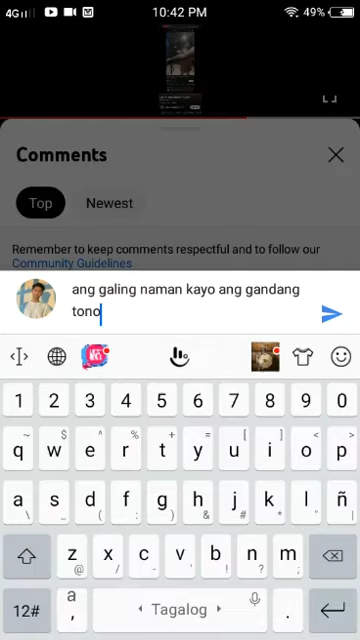 4G 10:42 PM 49%
Comments
Top Newest
Remember to keep comments respectful and to follow our
Community Guidelines
ang galing naman kayo ang gandang
tono
1 2 3 4 5 6 7 8 9 0
~ $ ^ % + = [ ] < >
q w e r t y u i o p
a s d f g h j k l ñ
\ _ ( : ) & # * " |
z x c v b n m
@ / - ' ! ? ;
12# a , Tagalog .